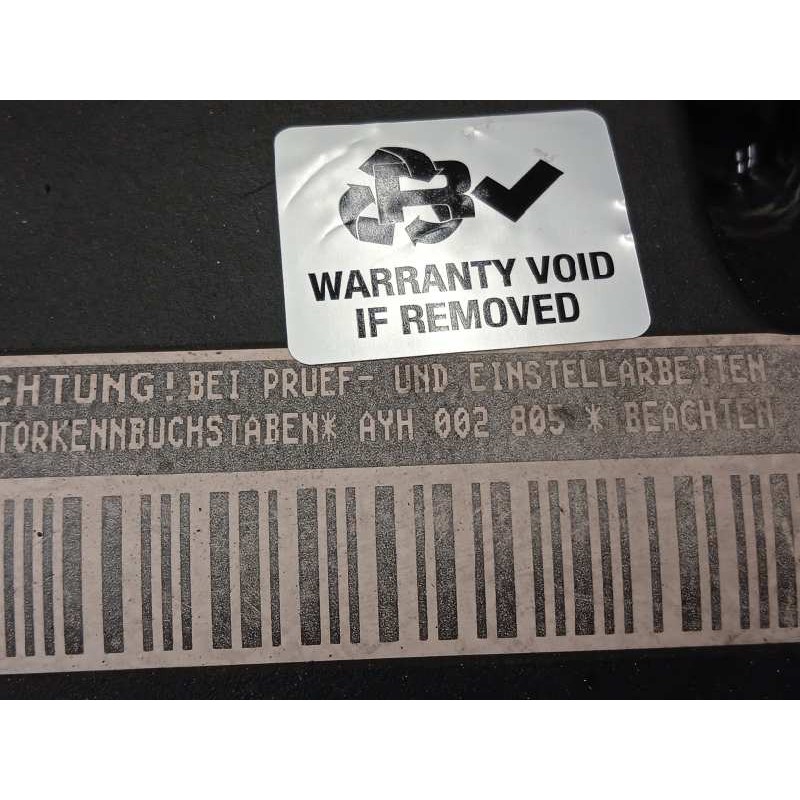 WARRANTY VOID
IF REMOVED
CHTUNG! BEI PRUEF- UND EINSTELLARBEITEN
TORKENNBUCHSTABEN* AYH 002 805 * BEACHTEN